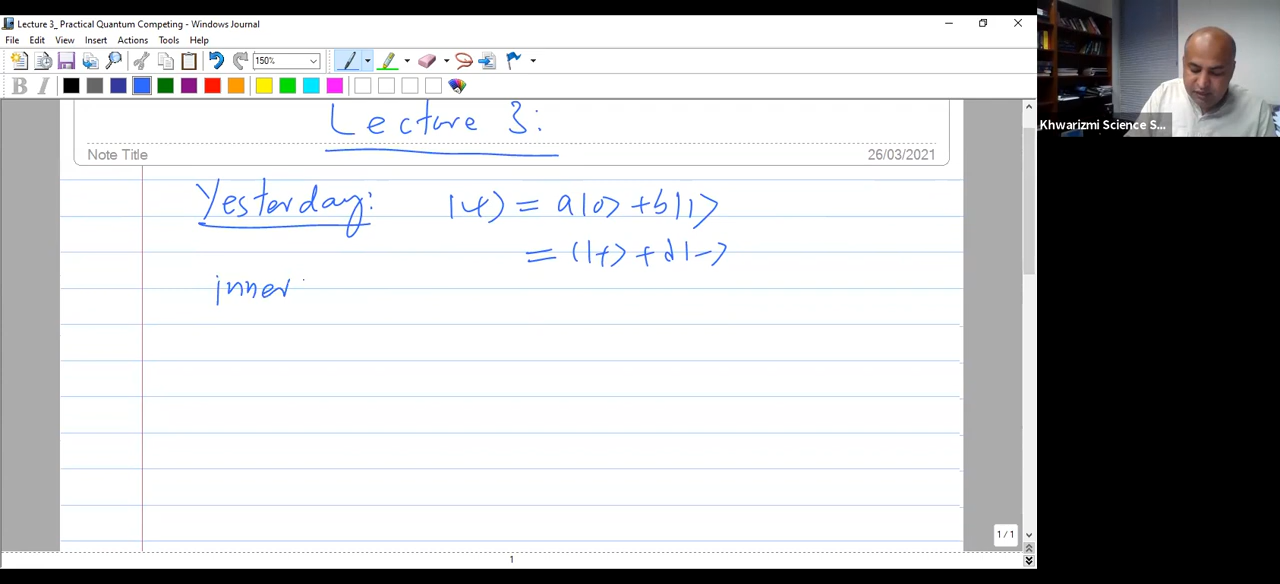 Lecture 3_ Practical Quantum Competing - Windows Journal
File Edit View Insert Actions Tools Help
150%
B I
Khwarizmi Science S...
Lecture 3:
Note Title 26/03/2021
Yesterday: |ψ⟩ = a|0⟩ + b|1⟩
= c|+⟩ + d|-⟩
inner
1 / 1
1